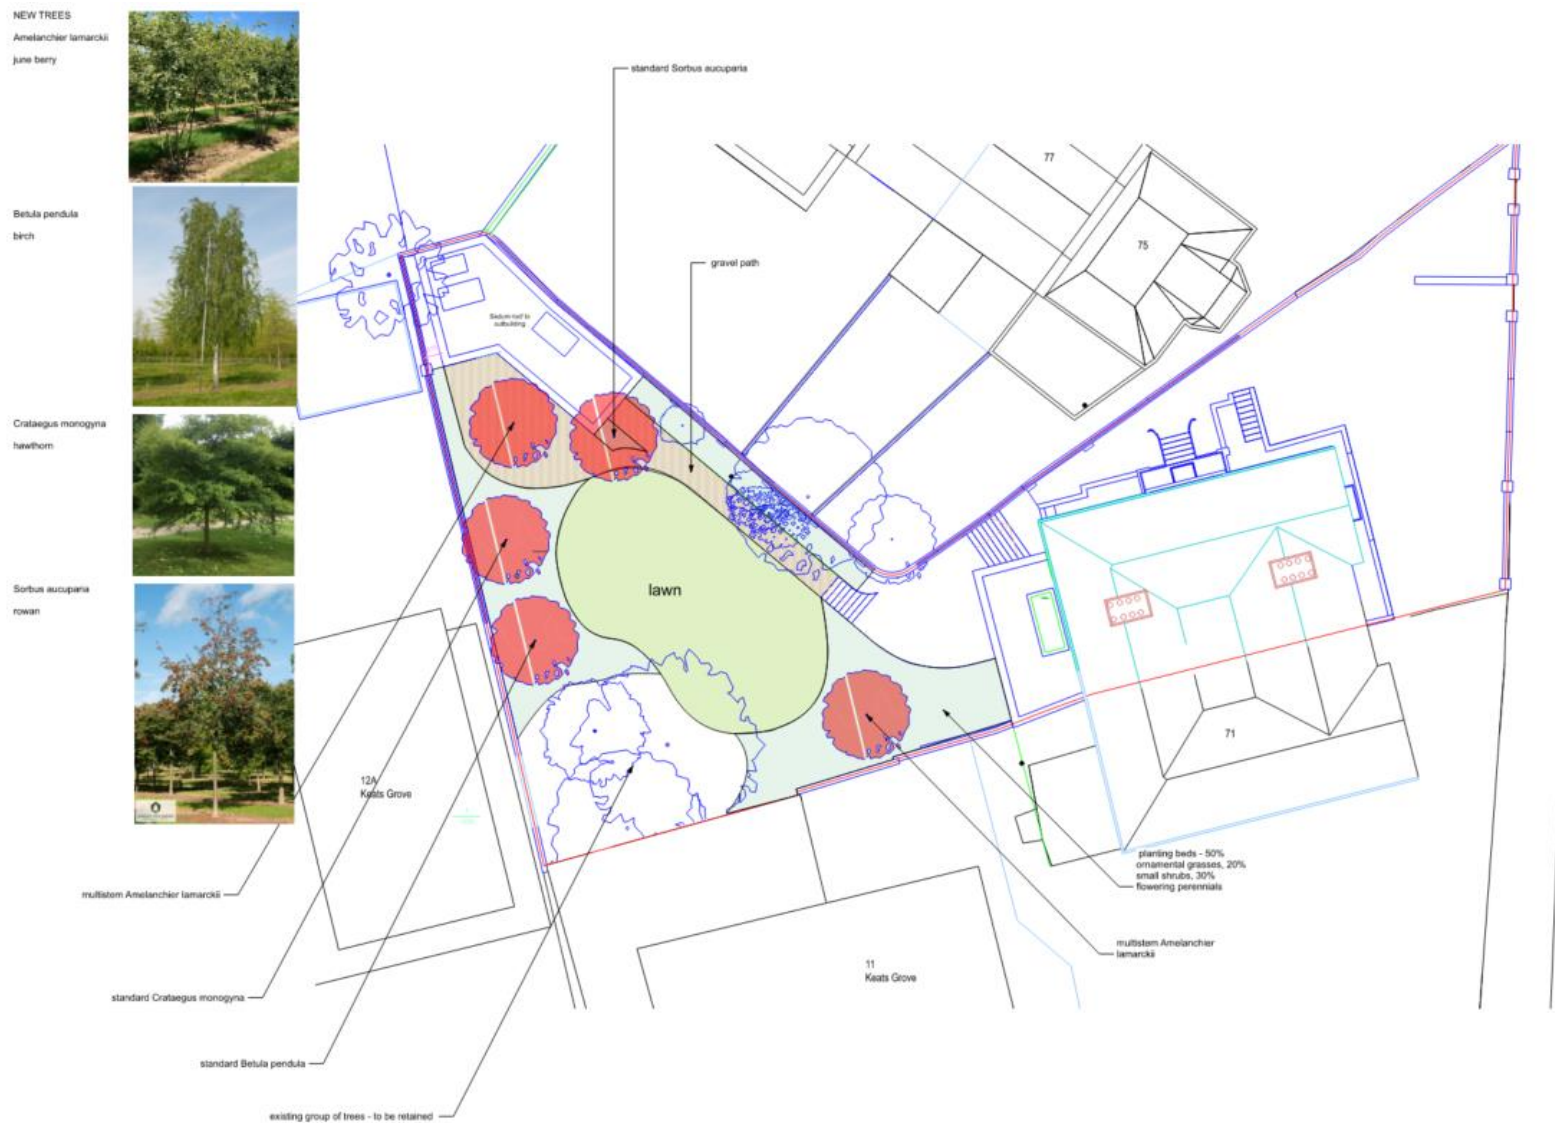 NEW TREES
Amelanchier lamarckii
june berry
Betula pendula
birch
Crataegus monogyna
hawthorn
Sorbus aucuparia
rowan
standard Sorbus aucuparia
gravel path
77
75
Sedum roof to
outbuilding
lawn
12A
Keats Grove
71
multistem Amelanchier lamarckii
planting beds - 50%
ornamental grasses, 20%
small shrubs, 30%
flowering perennials
multistem Amelanchier
lamarckii
11
Keats Grove
standard Crataegus monogyna
standard Betula pendula
existing group of trees - to be retained